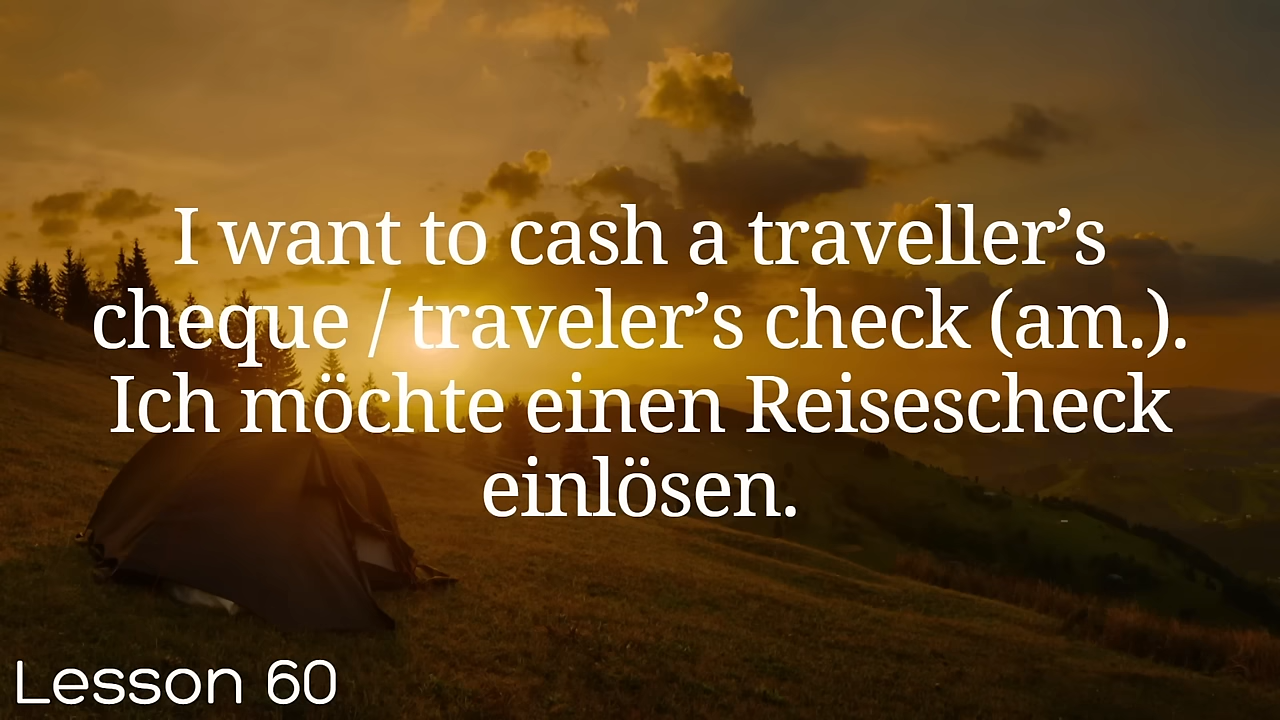 I want to cash a traveller’s
cheque / traveler’s check (am.).
Ich möchte einen Reisescheck
einlösen.
Lesson 60